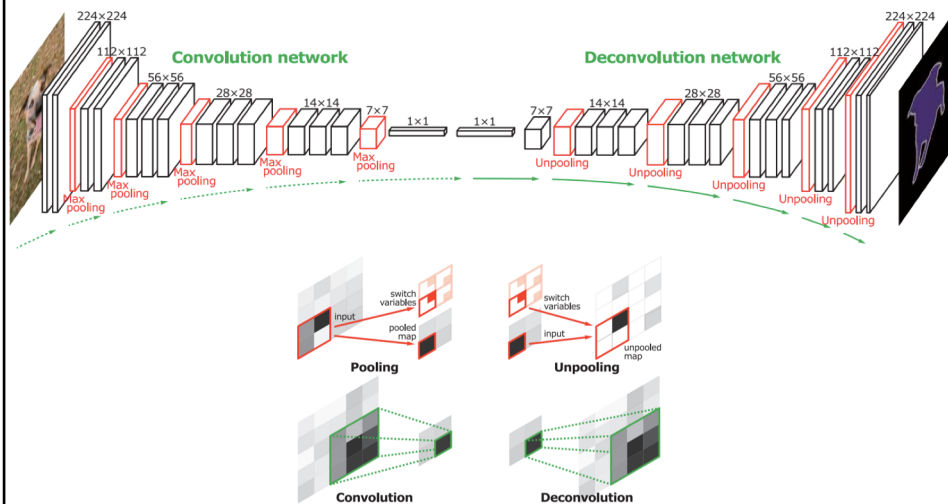 224×224
112×112
56×56
28×28
14×14
7×7
1×1
Convolution network
Max
pooling
Max
pooling
Max
pooling
Max
pooling
Max
pooling
1×1
7×7
14×14
28×28
56×56
112×112
224×224
Deconvolution network
Unpooling
Unpooling
Unpooling
Unpooling
Unpooling
switch
variables
input
pooled
map
Pooling
switch
variables
input
unpooled
map
Unpooling
Convolution
Deconvolution